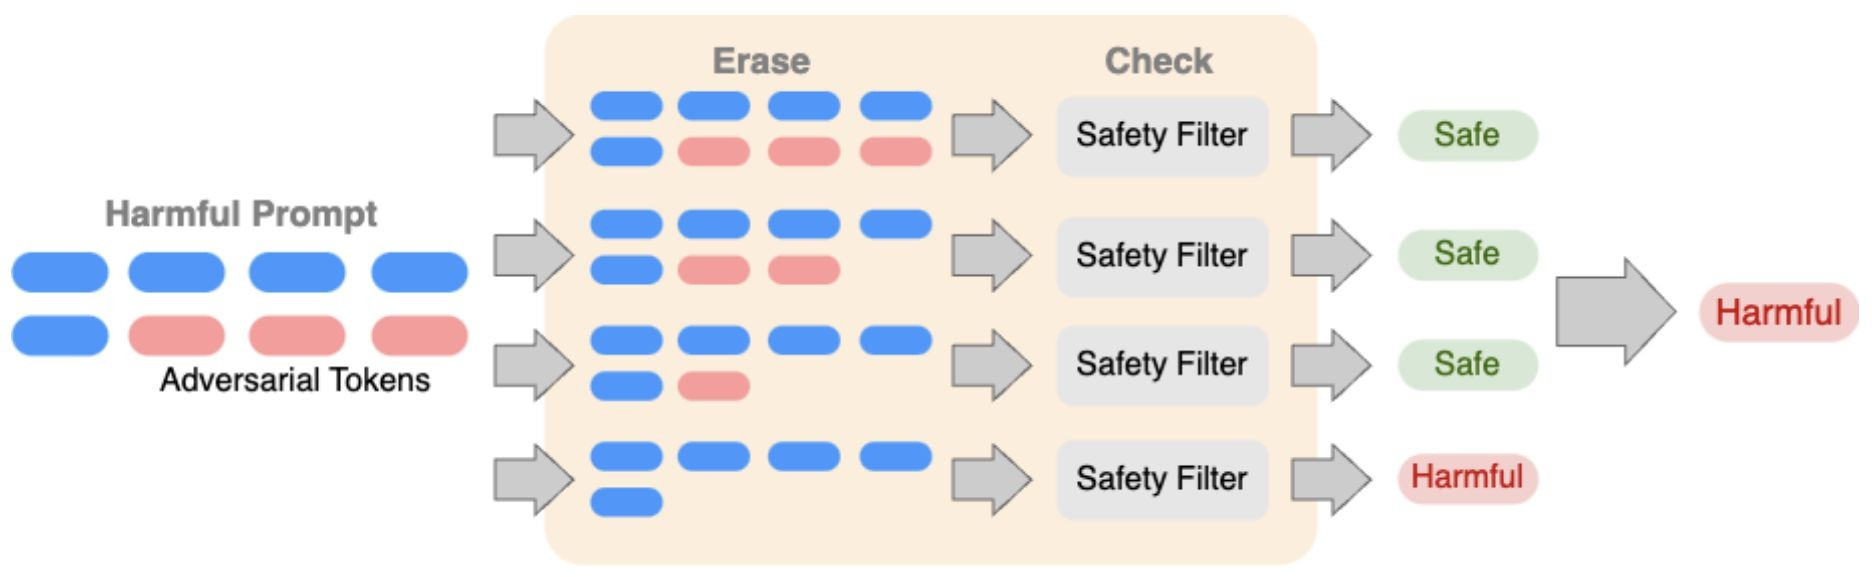 Harmful Prompt
Adversarial Tokens
Erase
Check
Safety Filter
Safe
Safety Filter
Safe
Safety Filter
Safe
Safety Filter
Harmful
Harmful